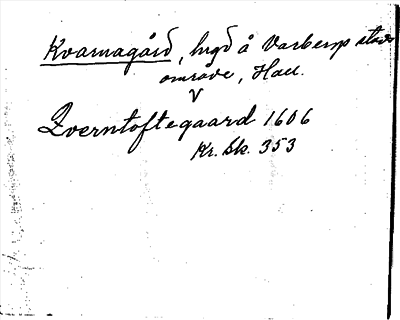 Kvarnagård, hgd å Varbergs stads
område, Hall.
v
Qverntoftegaard 1606
Kr. Sk. 353